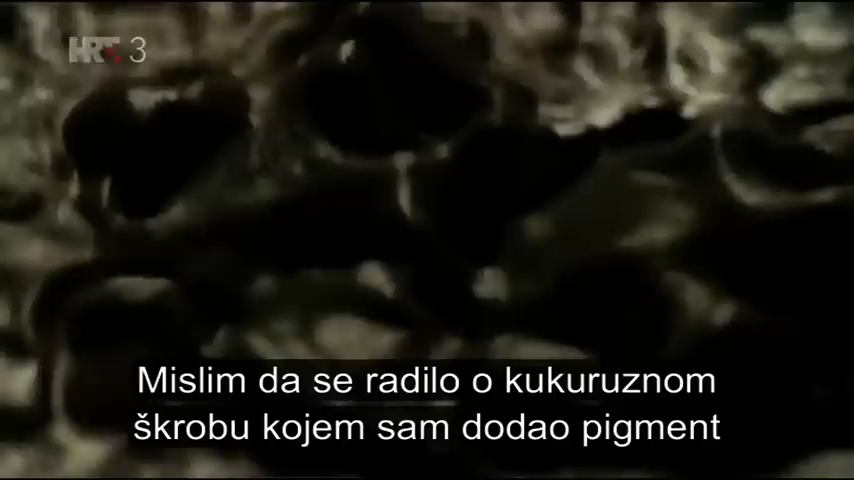 HRT 3
Mislim da se radilo o kukuruznom
škrobu kojem sam dodao pigment